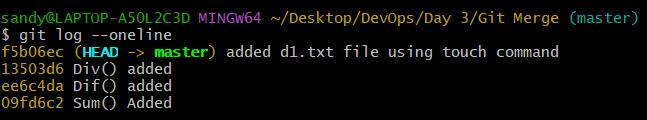 sandy@LAPTOP-A50L2C3D MINGW64 ~/Desktop/DevOps/Day 3/Git Merge (master)
$ git log --oneline
f5b06ec (HEAD -> master) added d1.txt file using touch command
13503d6 Div() added
ee6c4da Dif() added
09fd6c2 Sum() Added